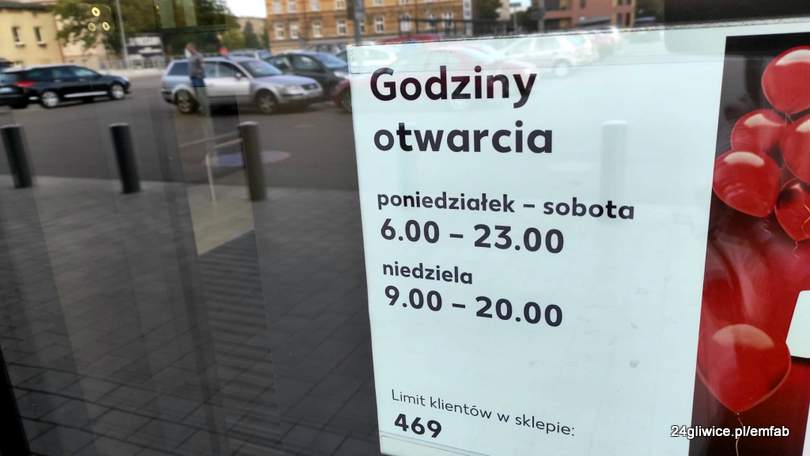 Godziny
otwarcia
poniedziałek – sobota
6.00 – 23.00
niedziela
9.00 – 20.00
Limit klientów w sklepie:
469
24gliwice.pl/emfab